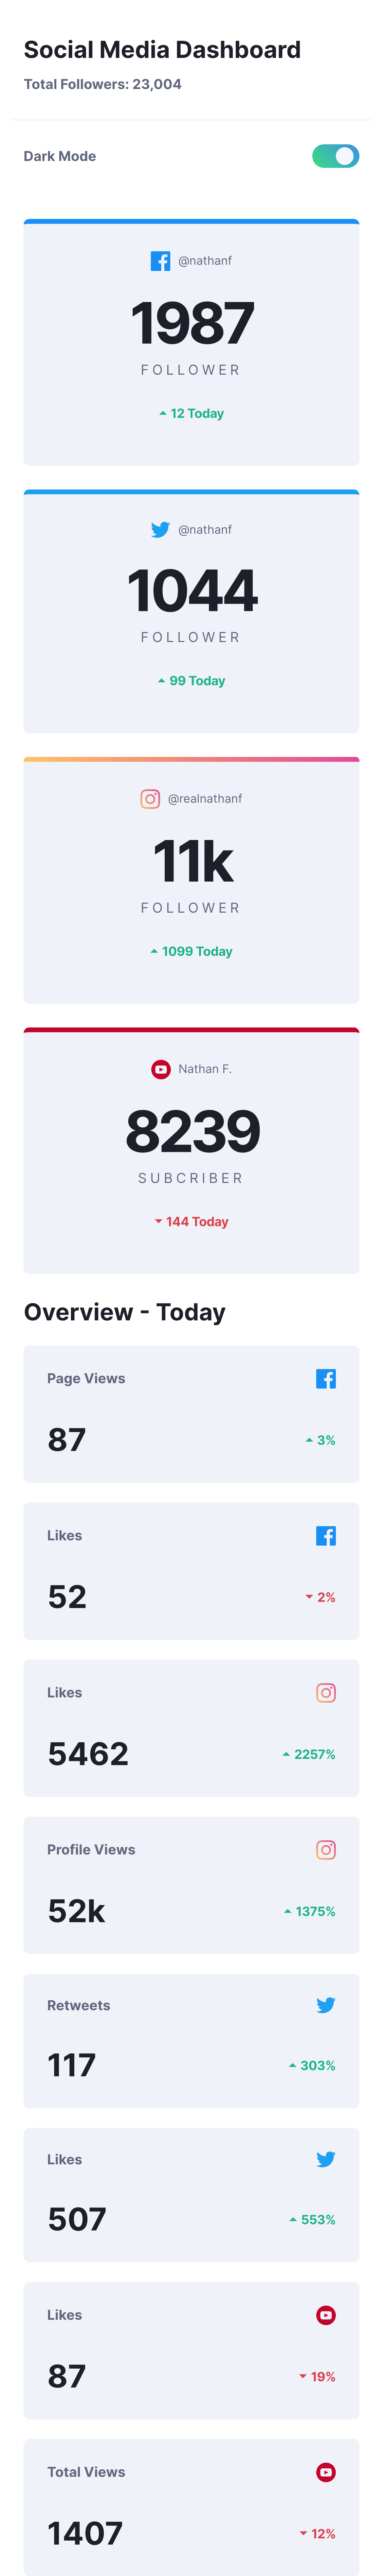 Social Media Dashboard
Total Followers: 23,004
Dark Mode
@nathanf
1987
FOLLOWER
12 Today
@nathanf
1044
FOLLOWER
99 Today
@realnathanf
11k
FOLLOWER
1099 Today
Nathan F.
8239
SUBCRIBER
144 Today
Overview - Today
Page Views
87
3%
Likes
52
2%
Likes
5462
2257%
Profile Views
52k
1375%
Retweets
117
303%
Likes
507
553%
Likes
87
19%
Total Views
1407
12%